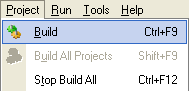 Project Run Tools Help
Build Ctrl+F9
Build All Projects Shift+F9
Stop Build All Ctrl+F12